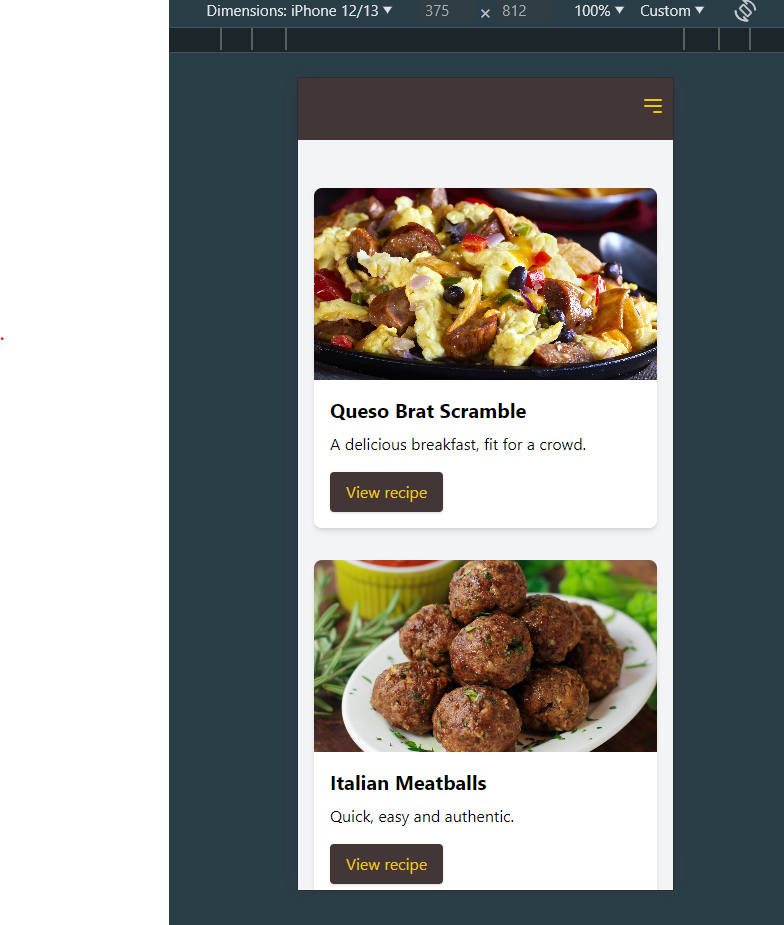 Dimensions: iPhone 12/13 ▼ 375 × 812 100% ▼ Custom ▼
Queso Brat Scramble
A delicious breakfast, fit for a crowd.
View recipe
Italian Meatballs
Quick, easy and authentic.
View recipe